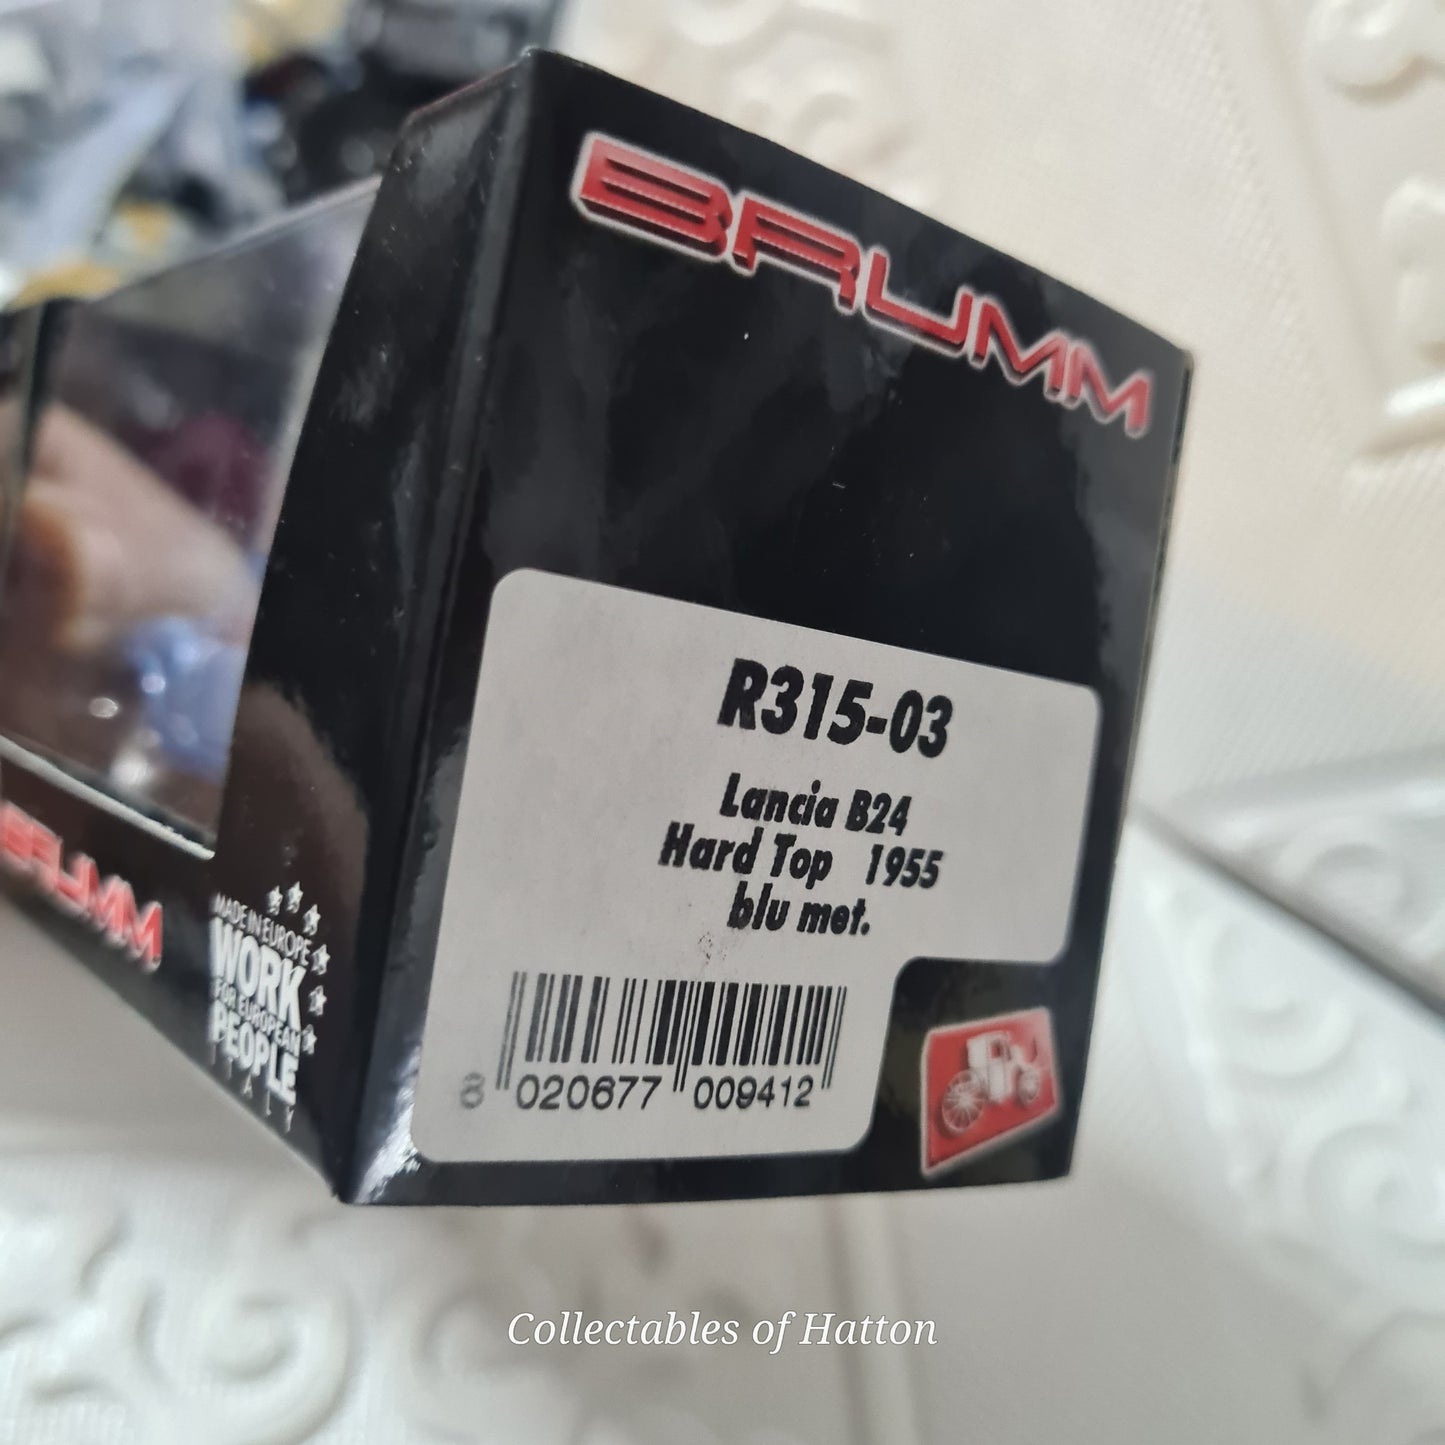 BRUMM
R315-03
Lancia B24
Hard Top 1955
blu met.
8 020677 009412
BRUMM
MADE IN EUROPE
WORK
FOR EUROPEAN
PEOPLE
ITALY
Collectables of Hatton